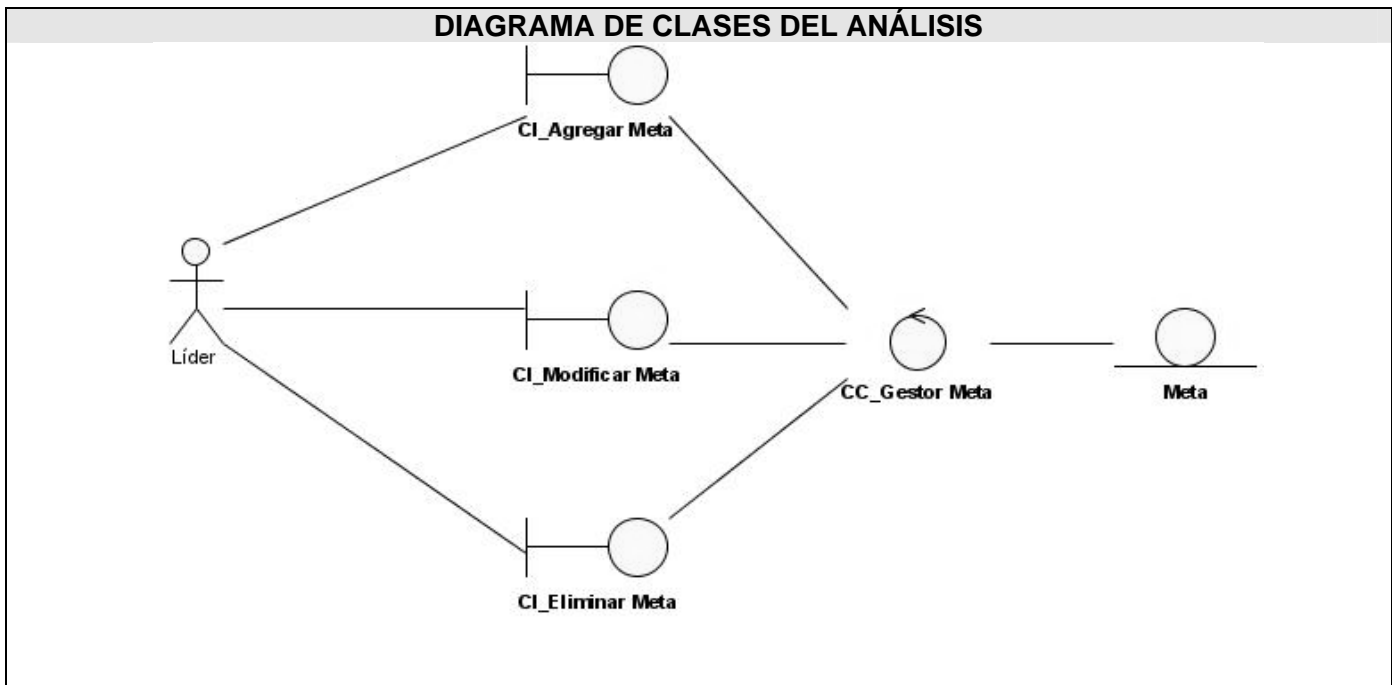 DIAGRAMA DE CLASES DEL ANÁLISIS
CI_Agregar Meta
Líder
CI_Modificar Meta
CC_Gestor Meta
Meta
CI_Eliminar Meta